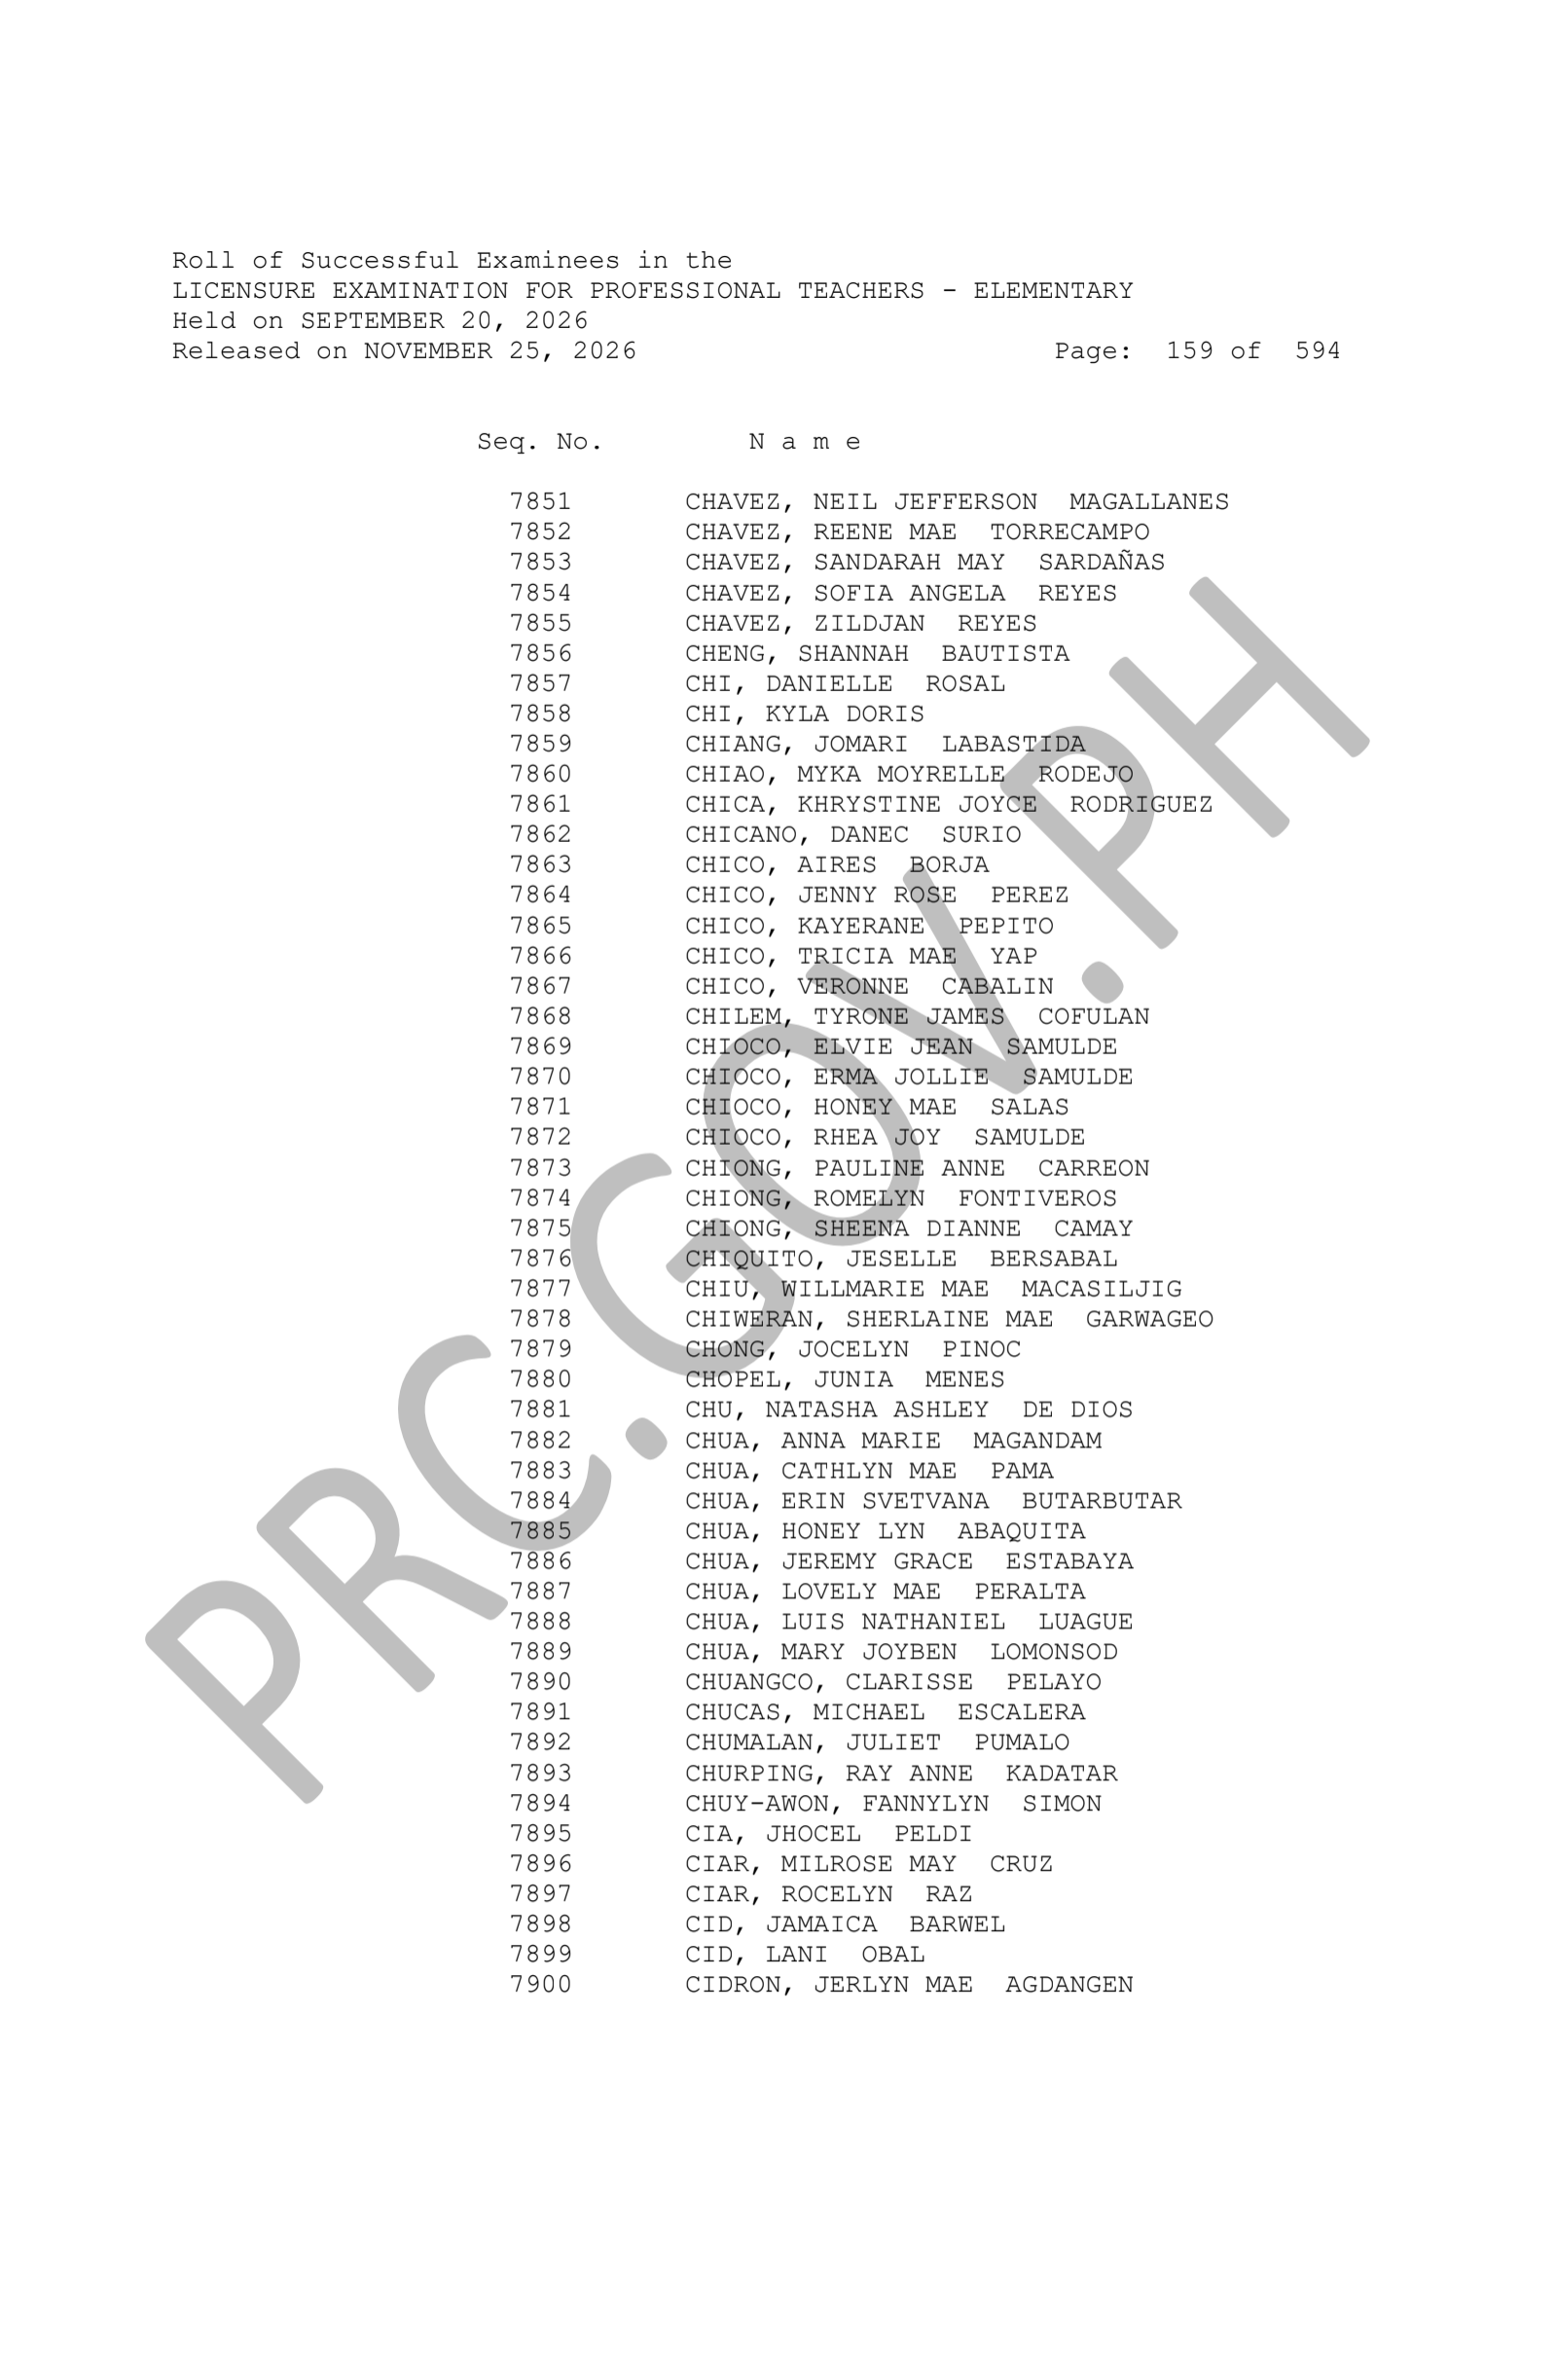 Roll of Successful Examinees in the
LICENSURE EXAMINATION FOR PROFESSIONAL TEACHERS - ELEMENTARY
Held on SEPTEMBER 20, 2026
Released on NOVEMBER 25, 2026 Page: 159 of 594
Seq. No. N a m e
7851 CHAVEZ, NEIL JEFFERSON MAGALLANES
7852 CHAVEZ, REENE MAE TORRECAMPO
7853 CHAVEZ, SANDARAH MAY SARDAÑAS
7854 CHAVEZ, SOFIA ANGELA REYES
7855 CHAVEZ, ZILDJAN REYES
7856 CHENG, SHANNAH BAUTISTA
7857 CHI, DANIELLE ROSAL
7858 CHI, KYLA DORIS
7859 CHIANG, JOMARI LABASTIDA
7860 CHIAO, MYKA MOYRELLE RODEJO
7861 CHICA, KHRYSTINE JOYCE RODRIGUEZ
7862 CHICANO, DANEC SURIO
7863 CHICO, AIRES BORJA
7864 CHICO, JENNY ROSE PEREZ
7865 CHICO, KAYERANE PEPITO
7866 CHICO, TRICIA MAE YAP
7867 CHICO, VERONNE CABALIN
7868 CHILEM, TYRONE JAMES COFULAN
7869 CHIOCO, ELVIE JEAN SAMULDE
7870 CHIOCO, ERMA JOLLIE SAMULDE
7871 CHIOCO, HONEY MAE SALAS
7872 CHIOCO, RHEA JOY SAMULDE
7873 CHIONG, PAULINE ANNE CARREON
7874 CHIONG, ROMELYN FONTIVEROS
7875 CHIONG, SHEENA DIANNE CAMAY
7876 CHIQUITO, JESELLE BERSABAL
7877 CHIU, WILLMARIE MAE MACASILJIG
7878 CHIWERAN, SHERLAINE MAE GARWAGEO
7879 CHONG, JOCELYN PINOC
7880 CHOPEL, JUNIA MENES
7881 CHU, NATASHA ASHLEY DE DIOS
7882 CHUA, ANNA MARIE MAGANDAM
7883 CHUA, CATHLYN MAE PAMA
7884 CHUA, ERIN SVETVANA BUTARBUTAR
7885 CHUA, HONEY LYN ABAQUITA
7886 CHUA, JEREMY GRACE ESTABAYA
7887 CHUA, LOVELY MAE PERALTA
7888 CHUA, LUIS NATHANIEL LUAGUE
7889 CHUA, MARY JOYBEN LOMONSOD
7890 CHUANGCO, CLARISSE PELAYO
7891 CHUCAS, MICHAEL ESCALERA
7892 CHUMALAN, JULIET PUMALO
7893 CHURPING, RAY ANNE KADATAR
7894 CHUY-AWON, FANNYLYN SIMON
7895 CIA, JHOCEL PELDI
7896 CIAR, MILROSE MAY CRUZ
7897 CIAR, ROCELYN RAZ
7898 CID, JAMAICA BARWEL
7899 CID, LANI OBAL
7900 CIDRON, JERLYN MAE AGDANGEN
PRC.GOV.PH